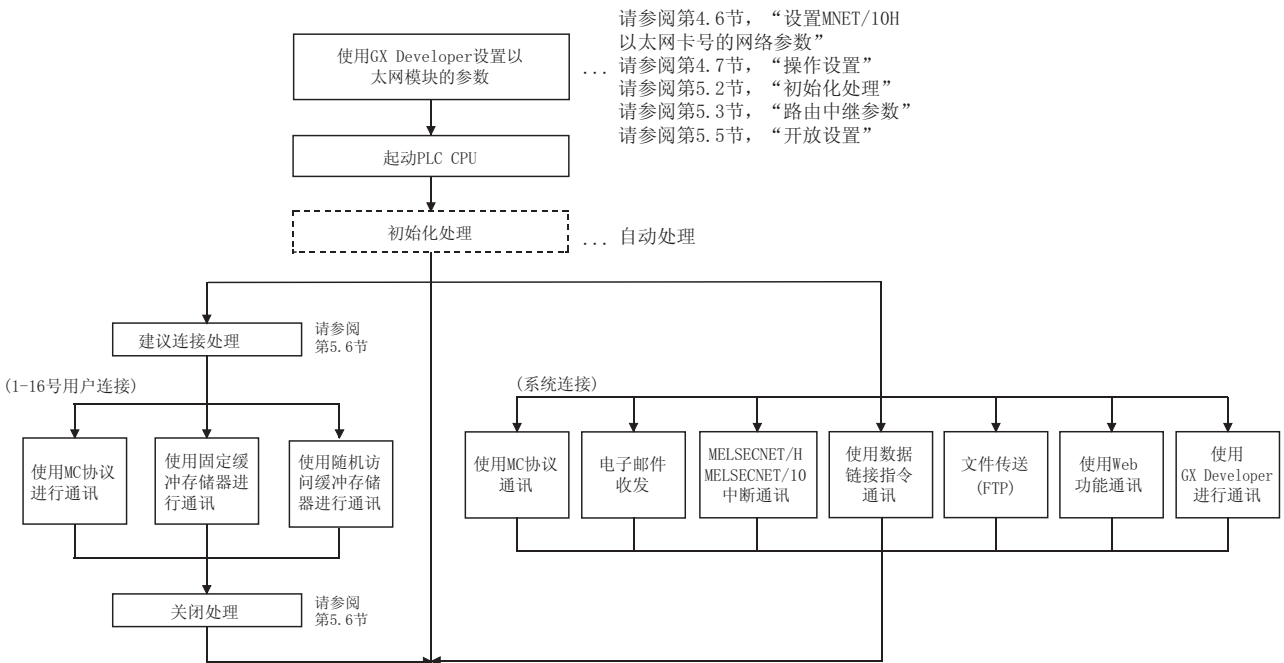 使用GX Developer设置以
太网模块的参数
...
请参阅第4.6节，“设置MNET/10H
以太网卡号的网络参数”
请参阅第4.7节，“操作设置”
请参阅第5.2节，“初始化处理”
请参阅第5.3节，“路由中继参数”
请参阅第5.5节，“开放设置”
起动PLC CPU
初始化处理
... 自动处理
建议连接处理
请参阅
第5.6节
(1-16号用户连接)
使用MC协议
进行通讯
使用固定缓
冲存储器进
行通讯
使用随机访
问缓冲存储
器进行通讯
关闭处理
请参阅
第5.6节
(系统连接)
使用MC协议
通讯
电子邮件
收发
MELSECNET/H
MELSECNET/10
中断通讯
使用数据
链接指令
通讯
文件传送
(FTP)
使用Web
功能通讯
使用
GX Developer
进行通讯